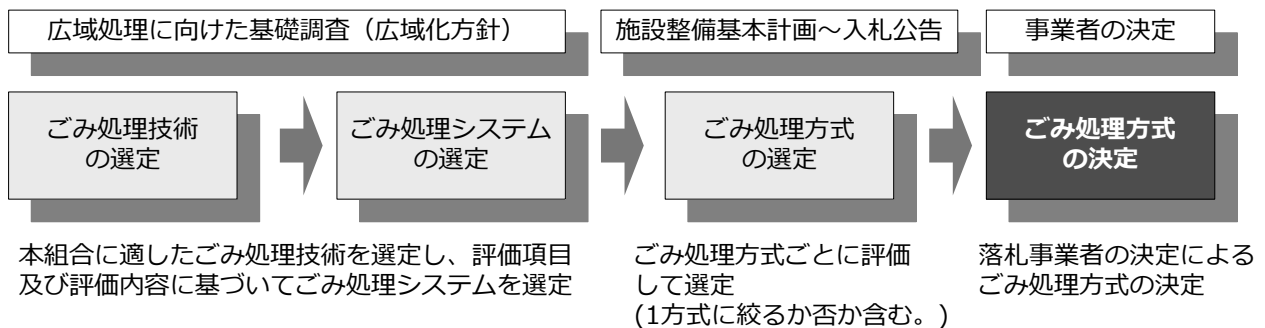 広域処理に向けた基礎調査（広域化方針）
施設整備基本計画～入札公告
事業者の決定
ごみ処理技術
の選定
ごみ処理システム
の選定
ごみ処理方式
の選定
ごみ処理方式
の決定
本組合に適したごみ処理技術を選定し、評価項目
及び評価内容に基づいてごみ処理システムを選定
ごみ処理方式ごとに評価
して選定
(1方式に絞るか否か含む。)
落札事業者の決定による
ごみ処理方式の決定